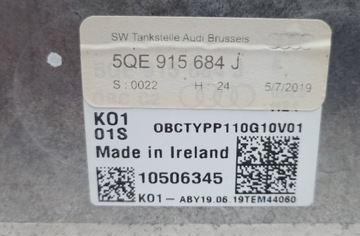 SW Tankstelle Audi Brussels
5QE 915 684 J
S : 0022 H : 24 5/7/2019
K01
01S
OBCTYPP110G10V01
Made in Ireland
10506345
K01 - ABY19.06.19TEM44060